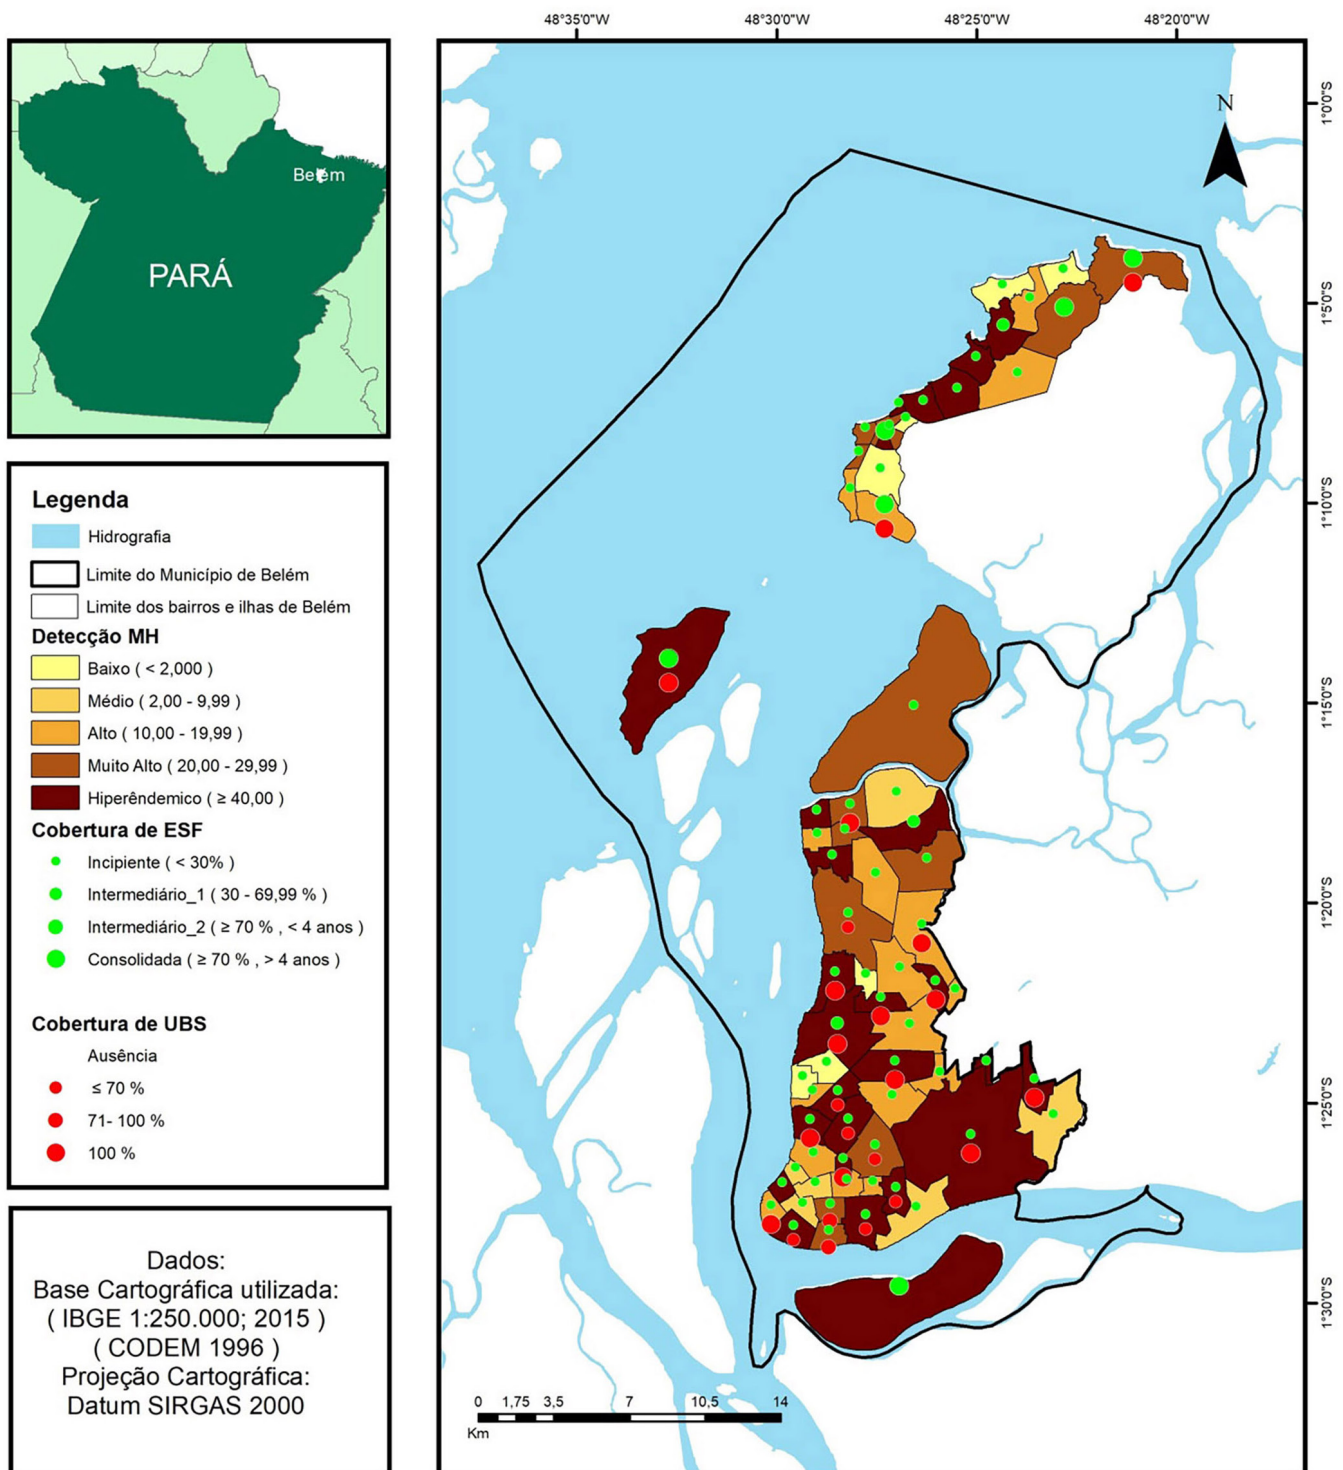 48°35'0"W 48°30'0"W 48°25'0"W 48°20'0"W
Belém
PARÁ
N
1°0'0"S
1°5'0"S
1°10'0"S
1°15'0"S
1°20'0"S
1°25'0"S
1°30'0"S
Legenda
Hidrografia
Limite do Município de Belém
Limite dos bairros e ilhas de Belém
Detecção MH
Baixo ( < 2,000 )
Médio ( 2,00 - 9,99 )
Alto ( 10,00 - 19,99 )
Muito Alto ( 20,00 - 29,99 )
Hiperêndemico ( ≥ 40,00 )
Cobertura de ESF
Incipiente ( < 30% )
Intermediário_1 ( 30 - 69,99 % )
Intermediário_2 ( ≥ 70 % , < 4 anos )
Consolidada ( ≥ 70 % , > 4 anos )
Cobertura de UBS
Ausência
≤ 70 %
71- 100 %
100 %
Dados:
Base Cartográfica utilizada:
( IBGE 1:250.000; 2015 )
( CODEM 1996 )
Projeção Cartográfica:
Datum SIRGAS 2000
0 1,75 3,5 7 10,5 14
Km